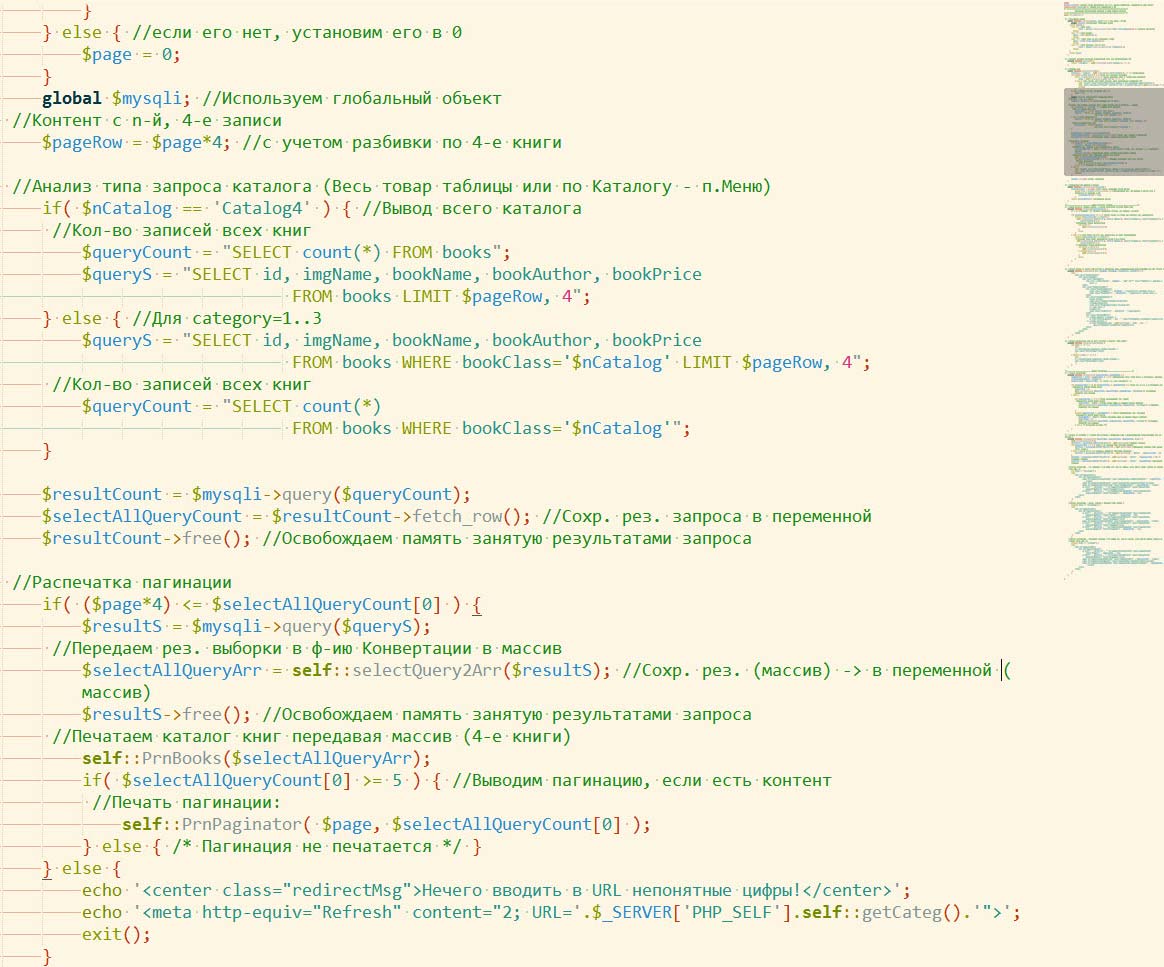 }
} else { //если его нет, установим его в 0
$page = 0;
}
global $mysqli; //Используем глобальный объект
//Контент с n-й, 4-е записи
$pageRow = $page*4; //с учетом разбивки по 4-е книги
//Анализ типа запроса каталога (Весь товар таблицы или по Каталогу - п.Меню)
if( $nCatalog == 'Catalog4' ) { //Вывод всего каталога
//Кол-во записей всех книг
$queryCount = "SELECT count(*) FROM books";
$queryS = "SELECT id, imgName, bookName, bookAuthor, bookPrice
FROM books LIMIT $pageRow, 4";
} else { //Для category=1..3
$queryS = "SELECT id, imgName, bookName, bookAuthor, bookPrice
FROM books WHERE bookClass='$nCatalog' LIMIT $pageRow, 4";
//Кол-во записей всех книг
$queryCount = "SELECT count(*)
FROM books WHERE bookClass='$nCatalog'";
}
$resultCount = $mysqli->query($queryCount);
$selectAllQueryCount = $resultCount->fetch_row(); //Сохр. рез. запроса в переменной
$resultCount->free(); //Освобождаем память занятую результатами запроса
//Распечатка пагинации
if( ($page*4) <= $selectAllQueryCount[0] ) {
$resultS = $mysqli->query($queryS);
//Передаем рез. выборки в ф-ию Конвертации в массив
$selectAllQueryArr = self::selectQuery2Arr($resultS); //Сохр. рез. (массив) -> в переменной (
массив)
$resultS->free(); //Освобождаем память занятую результатами запроса
//Печатаем каталог книг передавая массив (4-е книги)
self::PrnBooks($selectAllQueryArr);
if( $selectAllQueryCount[0] >= 5 ) { //Выводим пагинацию, если есть контент
//Печать пагинации:
self::PrnPaginator( $page, $selectAllQueryCount[0] );
} else { /* Пагинация не печатается */ }
} else {
echo '<center class="redirectMsg">Нечего вводить в URL непонятные цифры!</center>';
echo '<meta http-equiv="Refresh" content="2; URL='.$_SERVER['PHP_SELF'].self::getCateg().'">';
exit();
}